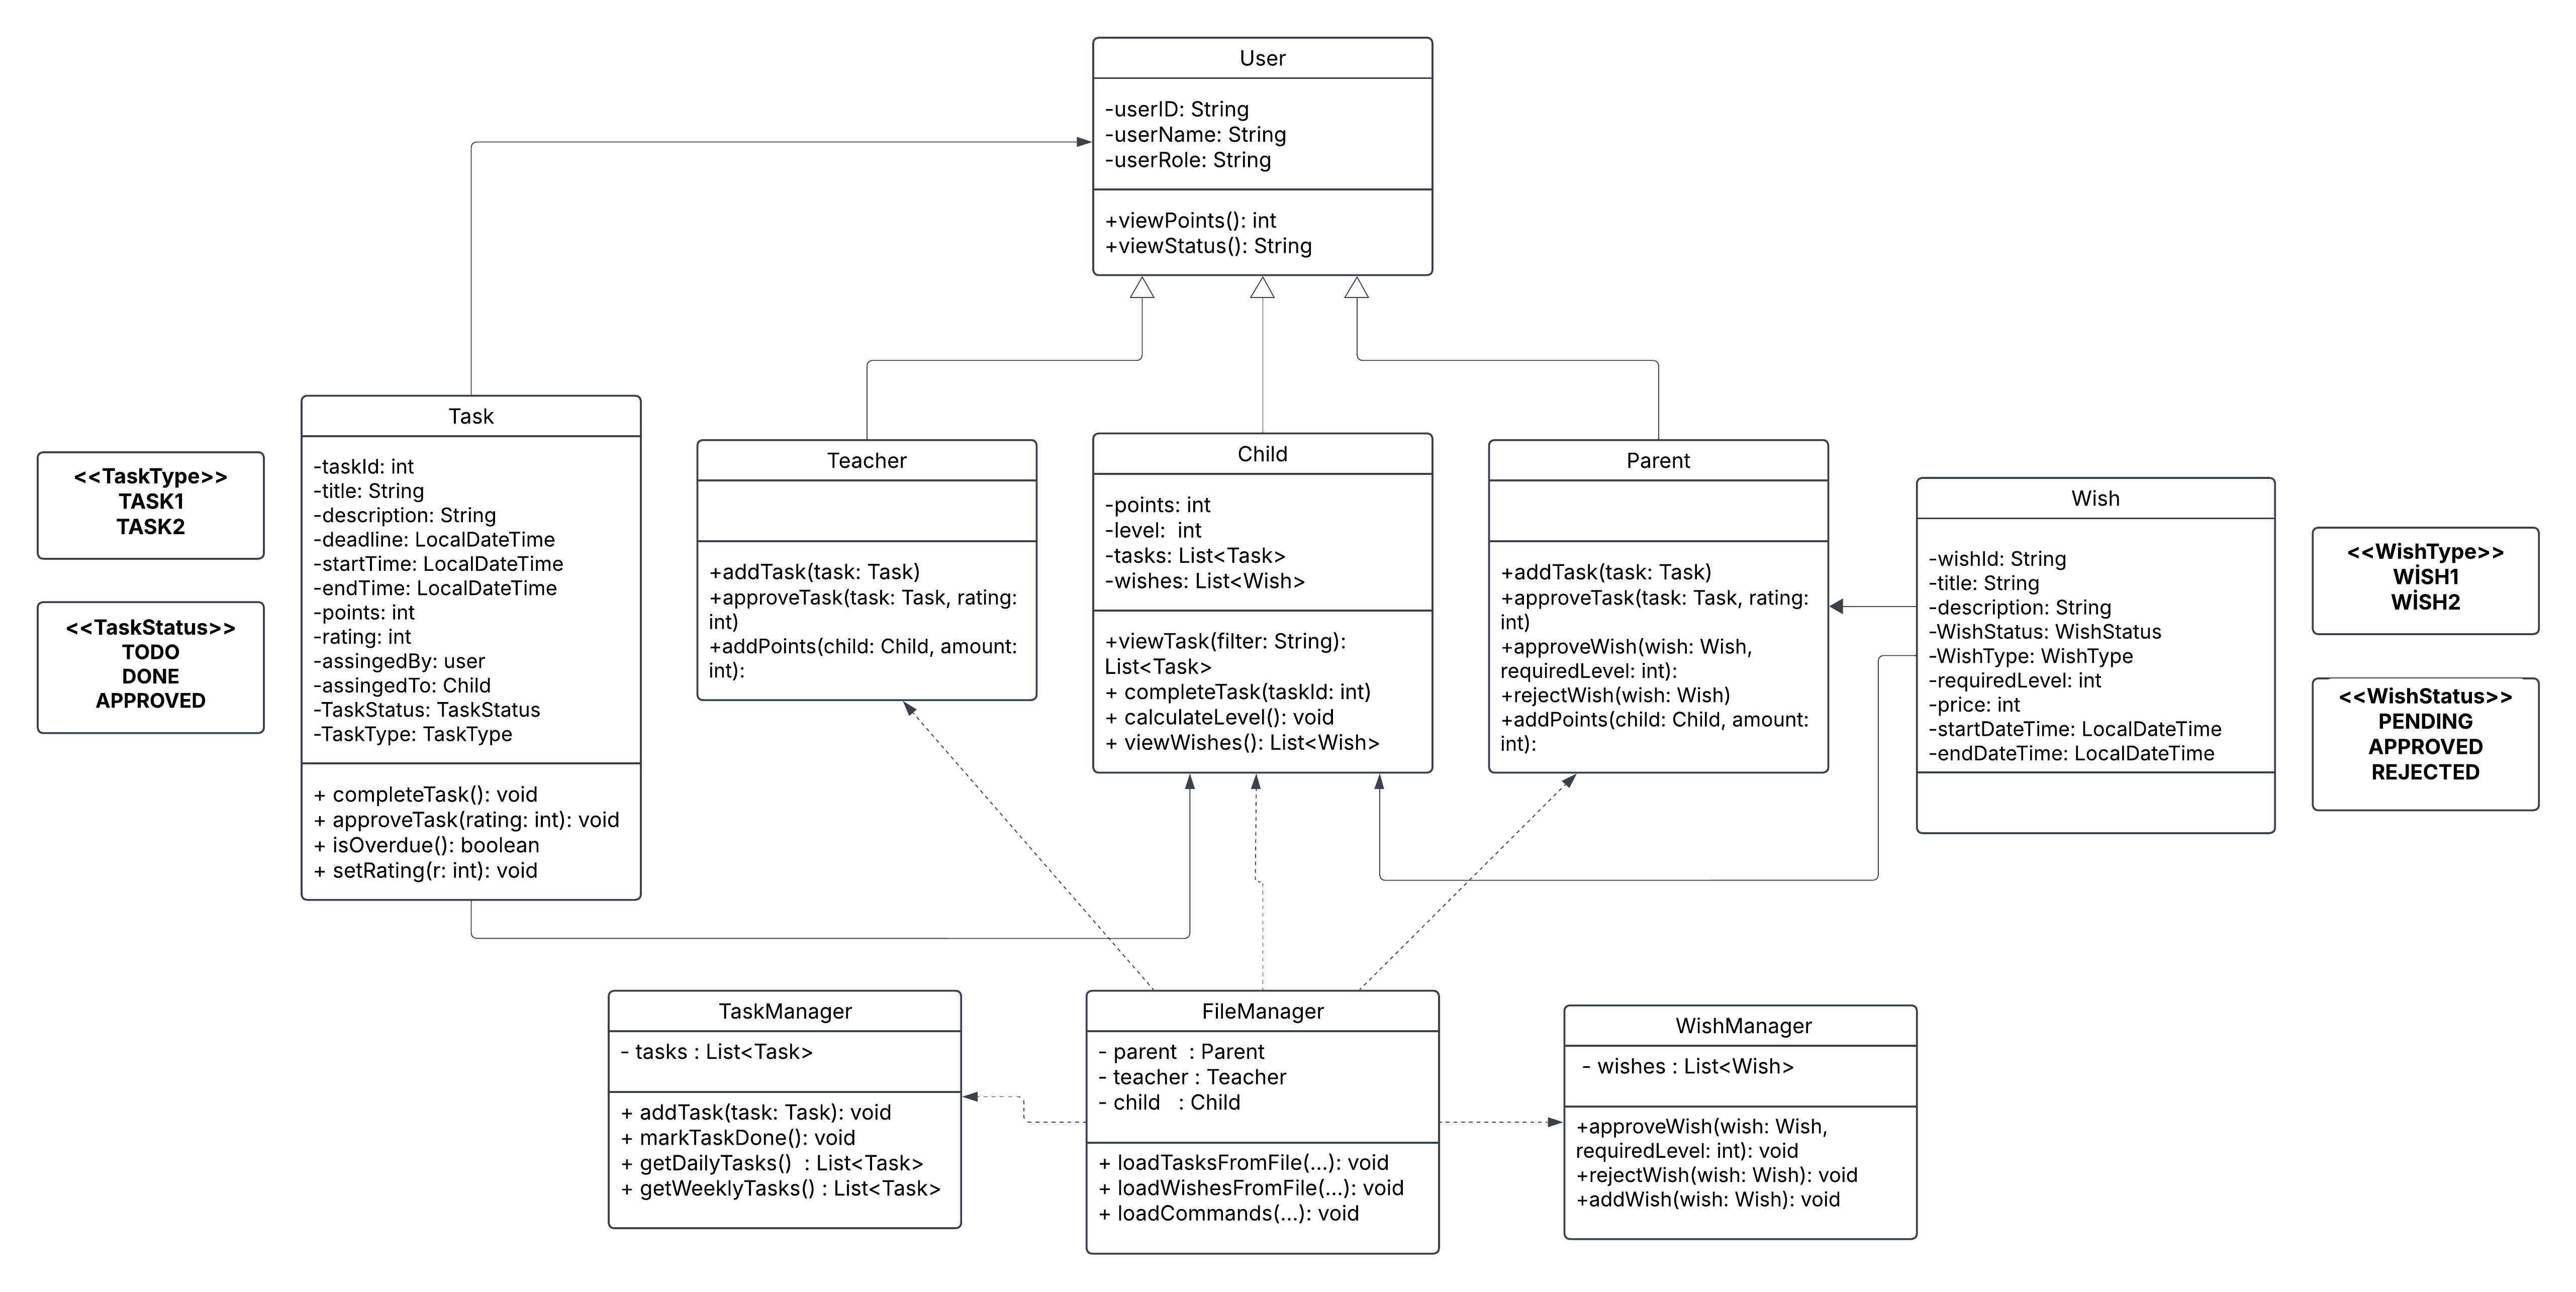 User
-userID: String
-userName: String
-userRole: String
+viewPoints(): int
+viewStatus(): String
<<TaskType>>
TASK1
TASK2
<<TaskStatus>>
TODO
DONE
APPROVED
Task
-taskId: int
-title: String
-description: String
-deadline: LocalDateTime
-startTime: LocalDateTime
-endTime: LocalDateTime
-points: int
-rating: int
-assingedBy: user
-assingedTo: Child
-TaskStatus: TaskStatus
-TaskType: TaskType
+ completeTask(): void
+ approveTask(rating: int): void
+ isOverdue(): boolean
+ setRating(r: int): void
Teacher
+addTask(task: Task)
+approveTask(task: Task, rating:
int)
+addPoints(child: Child, amount:
int):
Child
-points: int
-level:  int
-tasks: List<Task>
-wishes: List<Wish>
+viewTask(filter: String):
List<Task>
+ completeTask(taskId: int)
+ calculateLevel(): void
+ viewWishes(): List<Wish>
Parent
+addTask(task: Task)
+approveTask(task: Task, rating:
int)
+approveWish(wish: Wish,
requiredLevel: int):
+rejectWish(wish: Wish)
+addPoints(child: Child, amount:
int):
Wish
-wishId: String
-title: String
-description: String
-WishStatus: WishStatus
-WishType: WishType
-requiredLevel: int
-price: int
-startDateTime: LocalDateTime
-endDateTime: LocalDateTime
<<WishType>>
WİSH1
WİSH2
<<WishStatus>>
PENDING
APPROVED
REJECTED
TaskManager
- tasks : List<Task>
+ addTask(task: Task): void
+ markTaskDone(): void
+ getDailyTasks()  : List<Task>
+ getWeeklyTasks() : List<Task>
FileManager
- parent  : Parent
- teacher : Teacher
- child   : Child
+ loadTasksFromFile(...): void
+ loadWishesFromFile(...): void
+ loadCommands(...): void
WishManager
- wishes : List<Wish>
+approveWish(wish: Wish,
requiredLevel: int): void
+rejectWish(wish: Wish): void
+addWish(wish: Wish): void